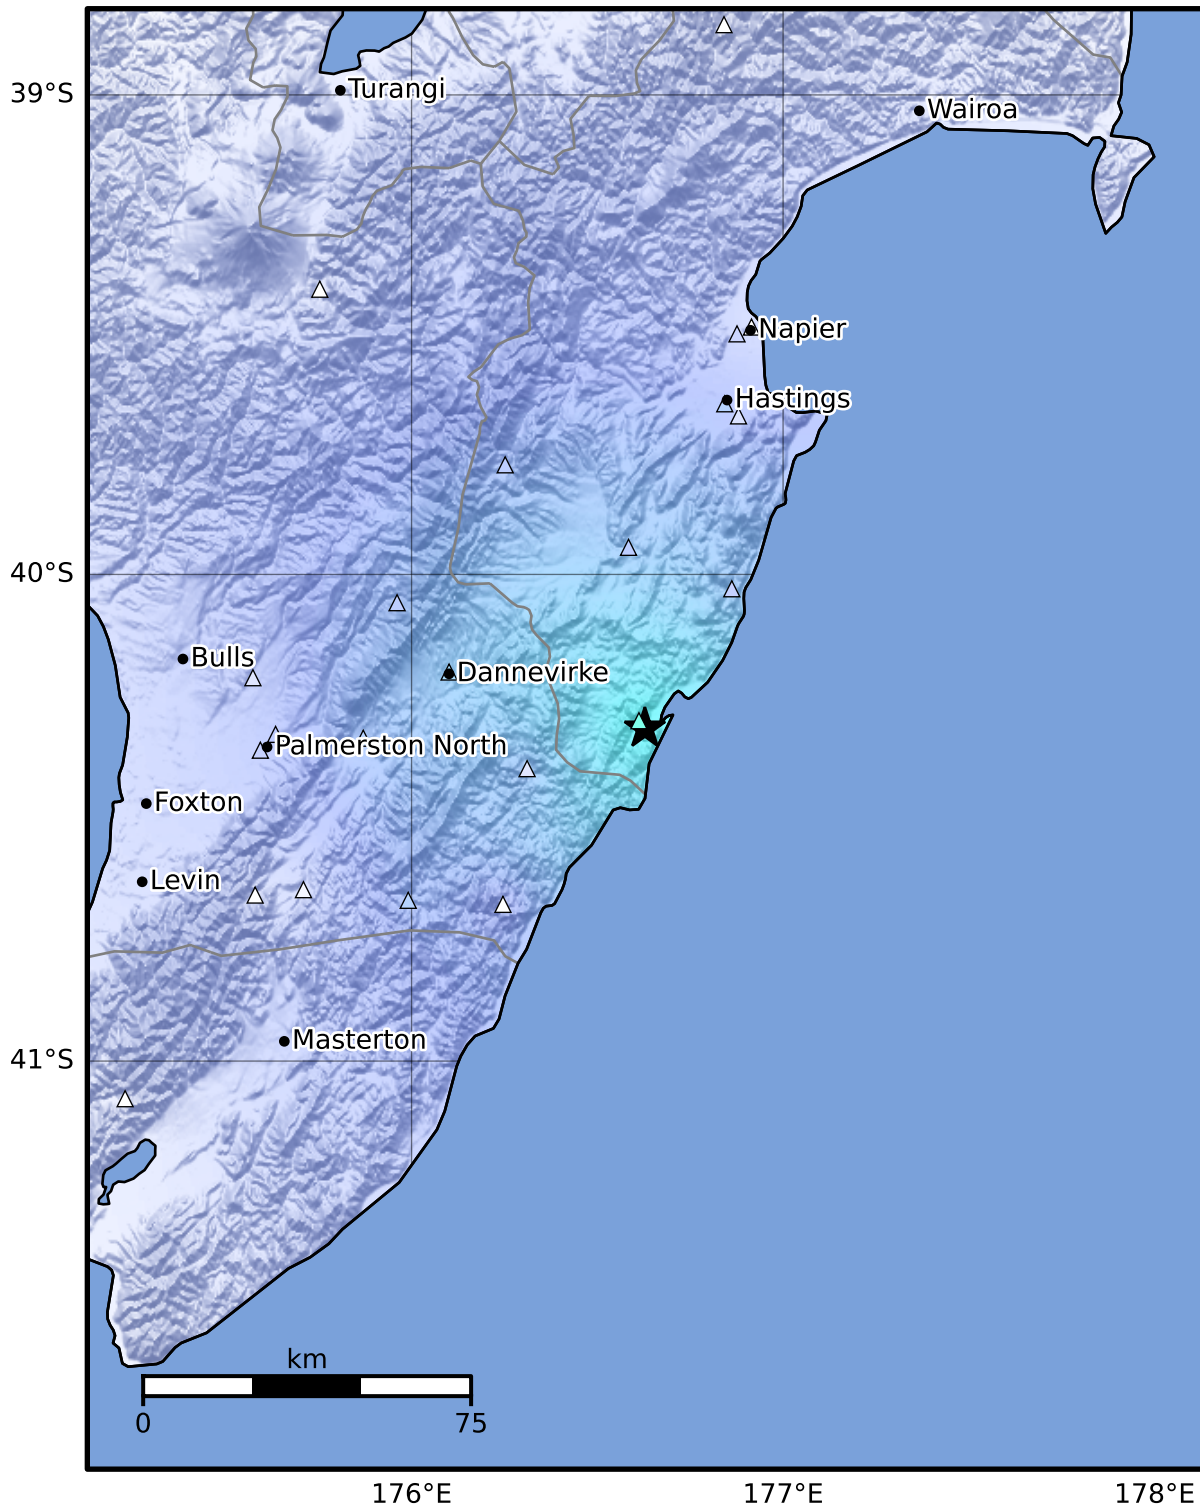 39°S
Turangi
Wairoa
Napier
Hastings
40°S
Bulls
Dannevirke
Palmerston North
Foxton
Levin
Masterton
41°S
km
0 75
176°E 177°E 178°E